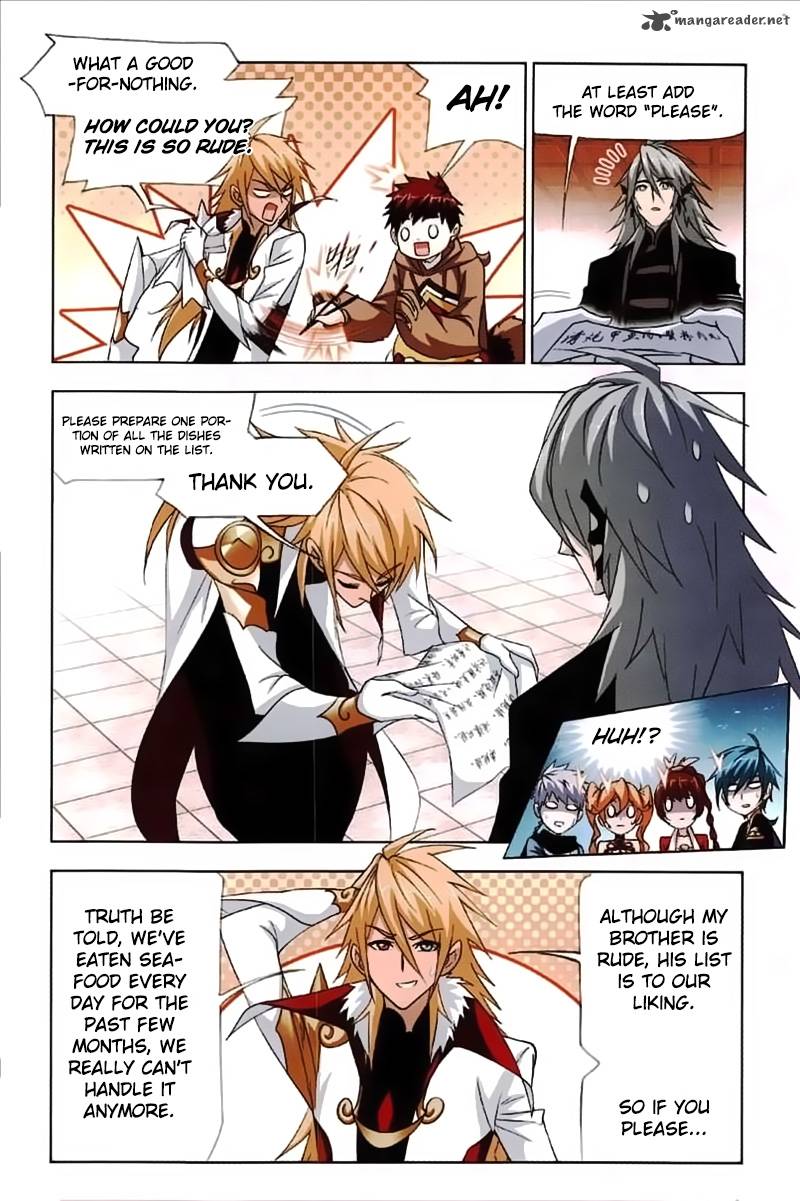 mangareader.net
WHAT A GOOD
-FOR-NOTHING.
HOW COULD YOU?
THIS IS SO RUDE.
AH!
AT LEAST ADD
THE WORD "PLEASE".
PLEASE PREPARE ONE POR-
TION OF ALL THE DISHES
WRITTEN ON THE LIST.
THANK YOU.
HUH!?
TRUTH BE
TOLD, WE'VE
EATEN SEA-
FOOD EVERY
DAY FOR THE
PAST FEW
MONTHS, WE
REALLY CAN'T
HANDLE IT
ANYMORE.
ALTHOUGH MY
BROTHER IS
RUDE, HIS LIST
IS TO OUR
LIKING.
SO IF YOU
PLEASE...